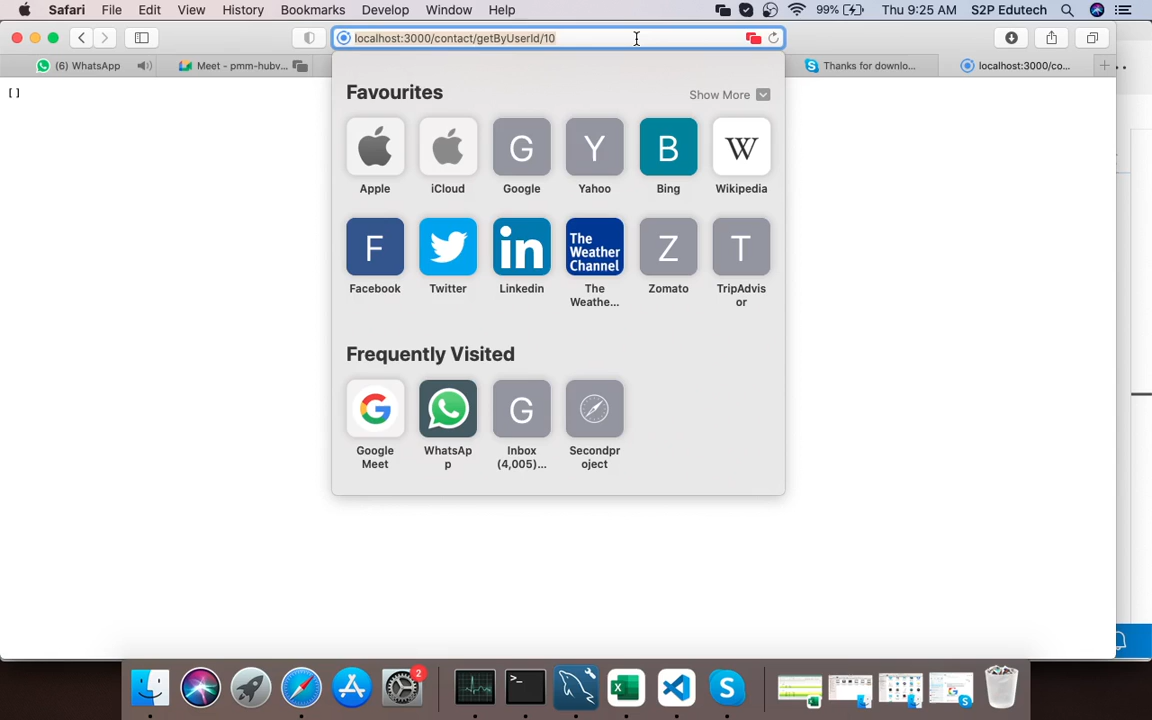 Safari File Edit View History Bookmarks Develop Window Help 99% Thu 9:25 AM S2P Edutech
localhost:3000/contact/getByUserId/10
(6) WhatsApp Meet - pmm-hubv... Thanks for downlo... localhost:3000/co...
[]
Favourites Show More
G Y B W
Apple iCloud Google Yahoo Bing Wikipedia
F in The Weather Channel Z T
Facebook Twitter Linkedin The Weathe... Zomato TripAdvis
or
Frequently Visited
G G
Google Meet WhatsApp Inbox (4,005)... Secondpr
oject
2